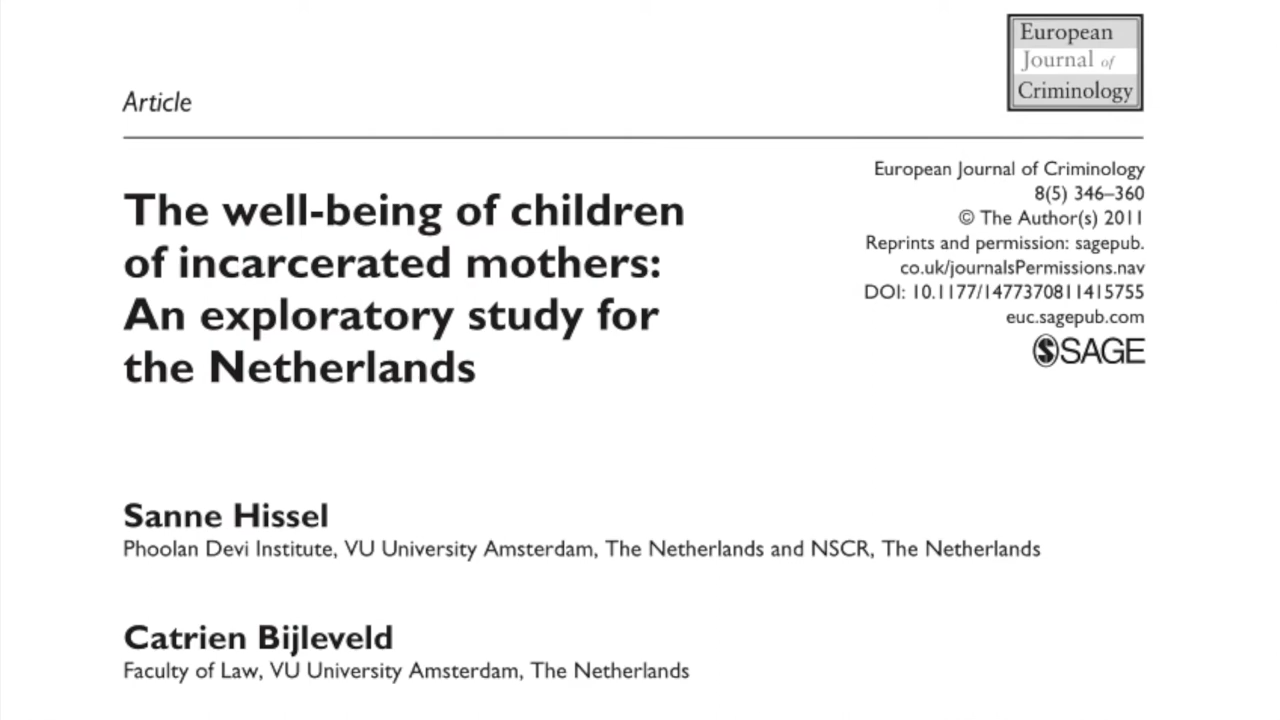 European
Journal of
Criminology
Article
European Journal of Criminology
8(5) 346–360
© The Author(s) 2011
Reprints and permission: sagepub.
co.uk/journalsPermissions.nav
DOI: 10.1177/1477370811415755
euc.sagepub.com
SAGE
The well-being of children
of incarcerated mothers:
An exploratory study for
the Netherlands
Sanne Hissel
Phoolan Devi Institute, VU University Amsterdam, The Netherlands and NSCR, The Netherlands
Catrien Bijleveld
Faculty of Law, VU University Amsterdam, The Netherlands